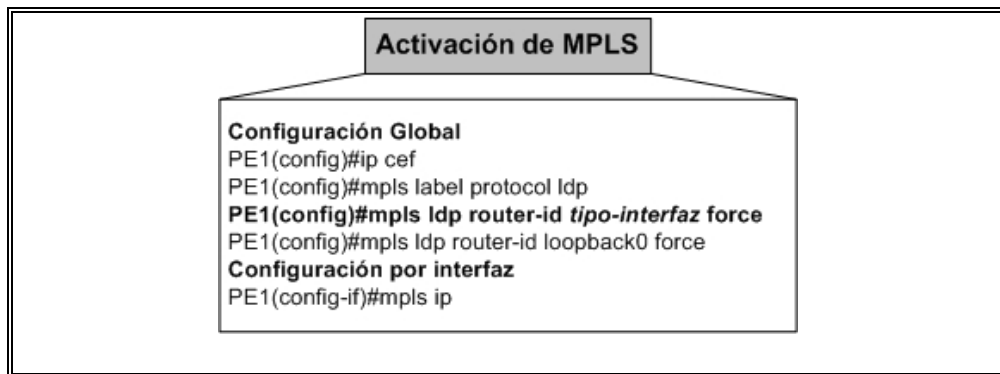 Activación de MPLS
Configuración Global
PE1(config)#ip cef
PE1(config)#mpls label protocol ldp
PE1(config)#mpls ldp router-id tipo-interfaz force
PE1(config)#mpls ldp router-id loopback0 force
Configuración por interfaz
PE1(config-if)#mpls ip